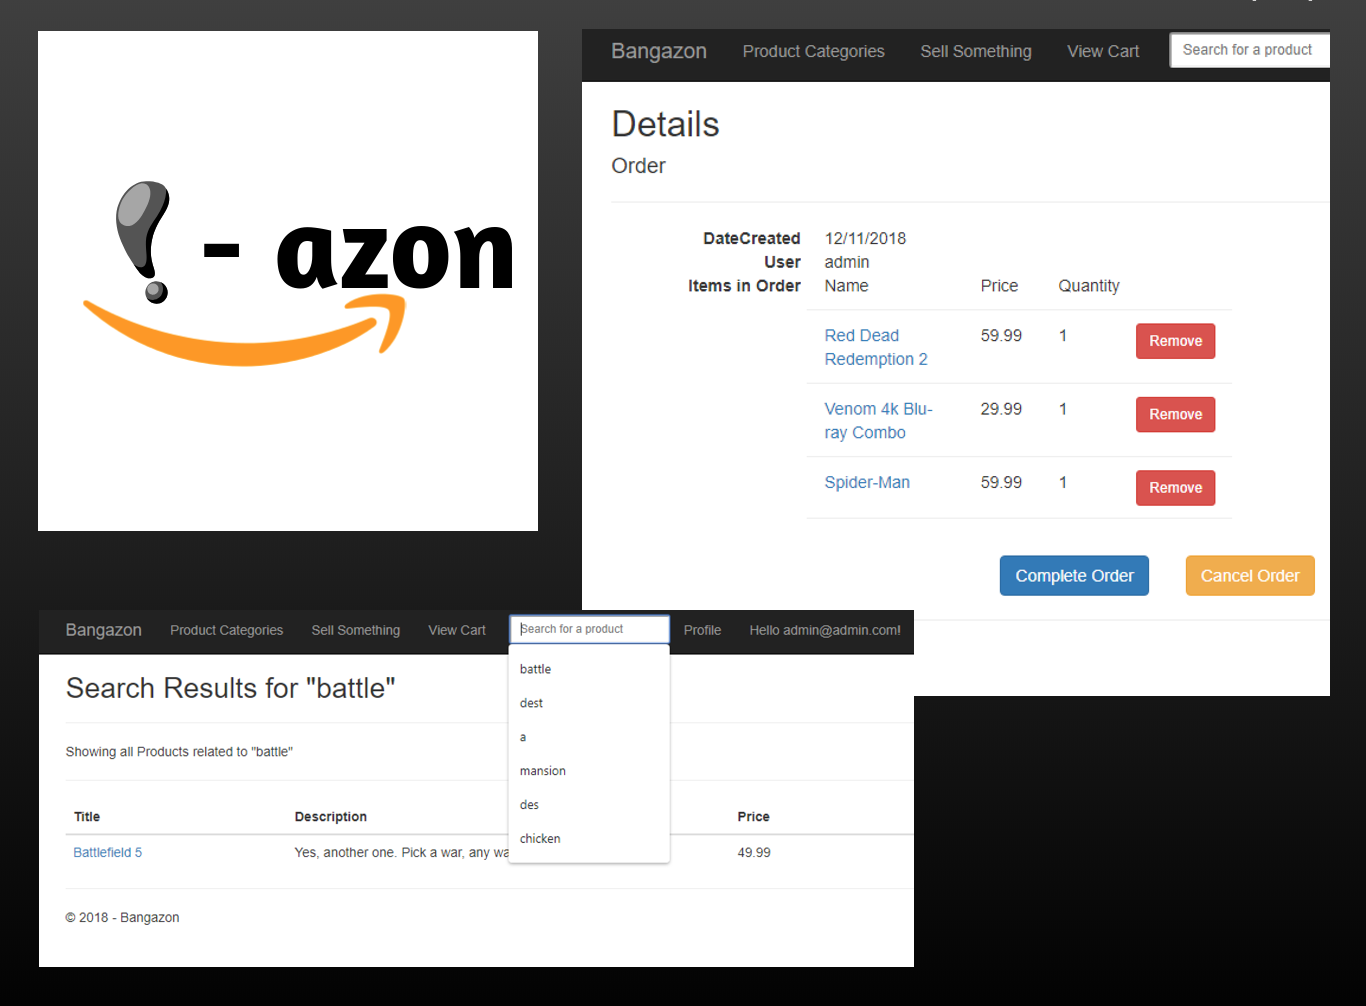 ! - azon
Bangazon Product Categories Sell Something View Cart Search for a product
Details
Order
DateCreated 12/11/2018
User admin
Items in Order Name Price Quantity
Red Dead 59.99 1 Remove
Redemption 2
Venom 4k Blu- 29.99 1 Remove
ray Combo
Spider-Man 59.99 1 Remove
Complete Order Cancel Order
Bangazon Product Categories Sell Something View Cart Search for a product Profile Hello admin@admin.com!
battle
dest
a
mansion
des
chicken
Search Results for "battle"
Showing all Products related to "battle"
Title Description Price
Battlefield 5 Yes, another one. Pick a war, any wa 49.99
© 2018 - Bangazon